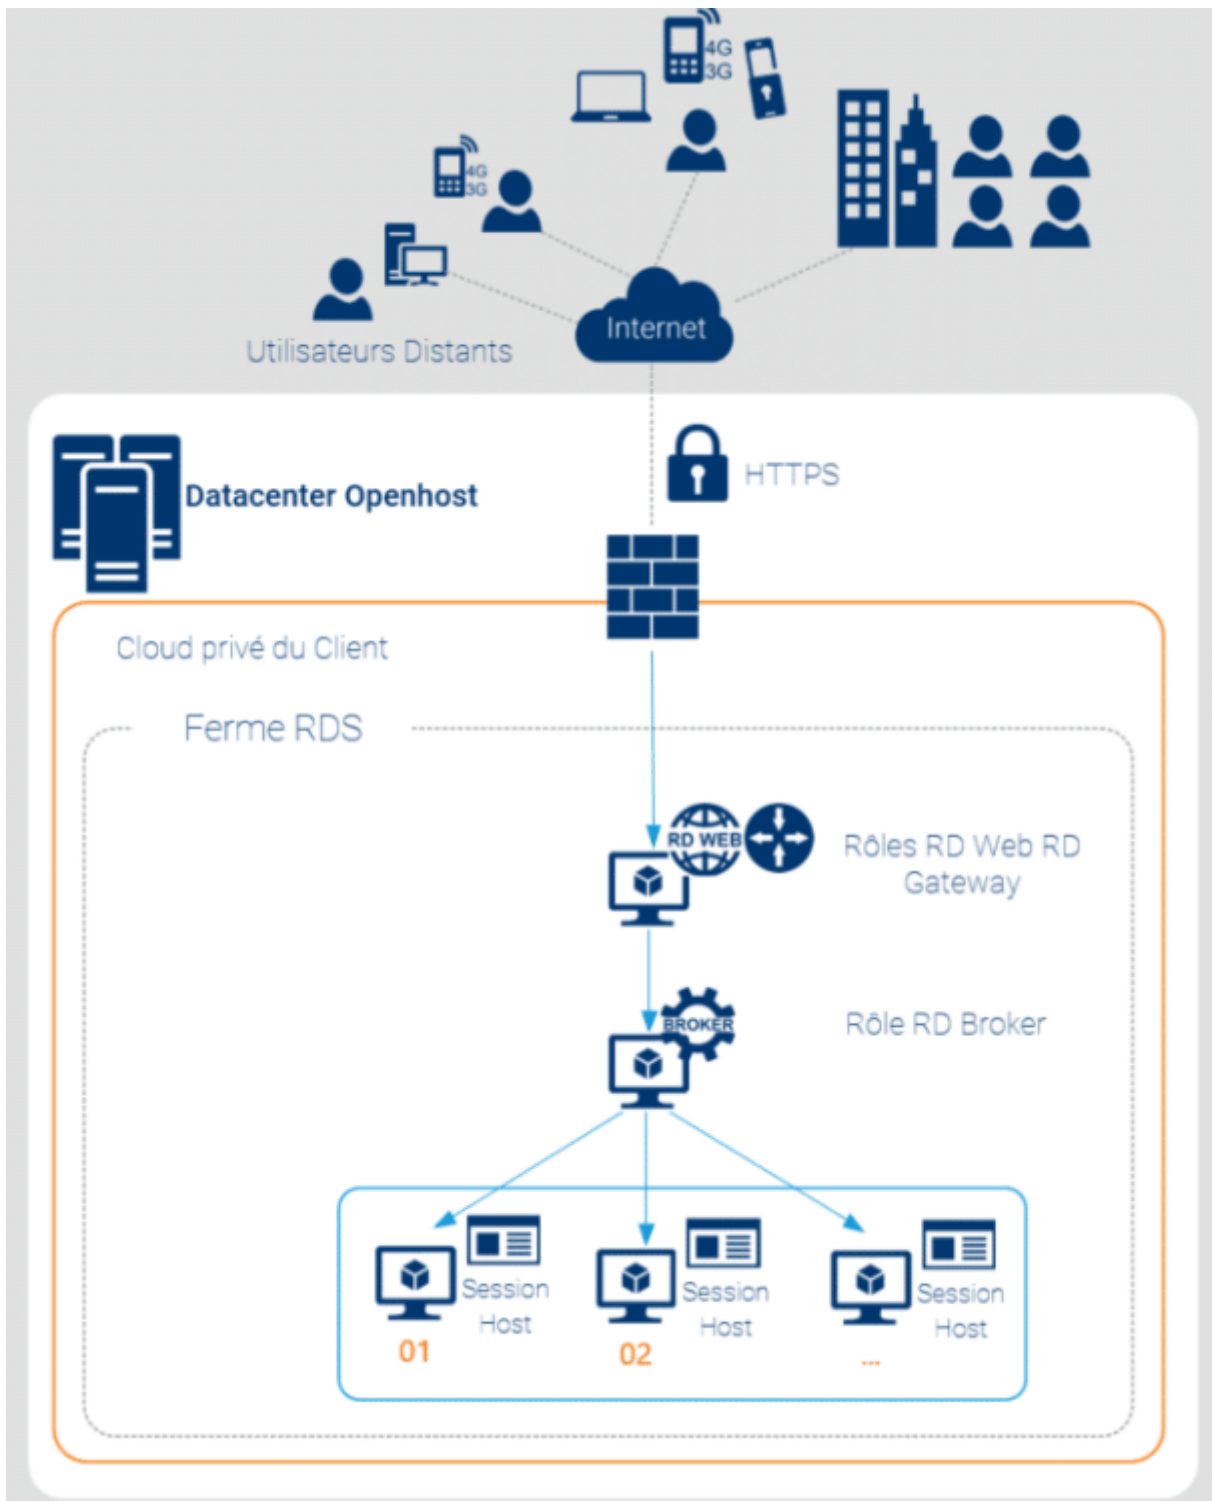 4G
3G
4G
3G
Internet
Utilisateurs Distants
HTTPS
Datacenter Openhost
Cloud privé du Client
Ferme RDS
RD WEB
Rôles RD Web RD
Gateway
BROKER
Rôle RD Broker
Session
Host
01
Session
Host
02
Session
Host
...